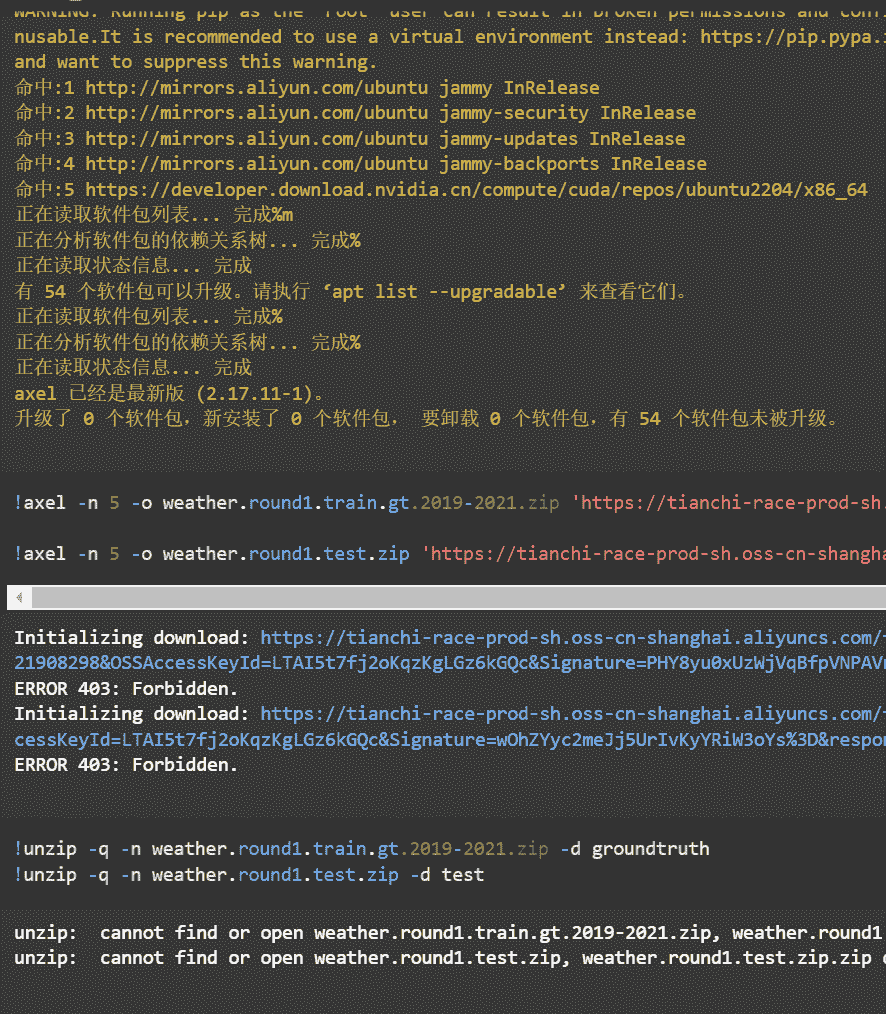 WARNING: Running pip as the 'root' user can result in broken permissions and conf
nusable.It is recommended to use a virtual environment instead: https://pip.pypa.i
and want to suppress this warning.
命中:1 http://mirrors.aliyun.com/ubuntu jammy InRelease
命中:2 http://mirrors.aliyun.com/ubuntu jammy-security InRelease
命中:3 http://mirrors.aliyun.com/ubuntu jammy-updates InRelease
命中:4 http://mirrors.aliyun.com/ubuntu jammy-backports InRelease
命中:5 https://developer.download.nvidia.cn/compute/cuda/repos/ubuntu2204/x86_64
正在读取软件包列表... 完成%m
正在分析软件包的依赖关系树... 完成%
正在读取状态信息... 完成
有 54 个软件包可以升级。请执行 ‘apt list --upgradable’ 来查看它们。
正在读取软件包列表... 完成%
正在分析软件包的依赖关系树... 完成%
正在读取状态信息... 完成
axel 已经是最新版 (2.17.11-1)。
升级了 0 个软件包，新安装了 0 个软件包， 要卸载 0 个软件包，有 54 个软件包未被升级。
!axel -n 5 -o weather.round1.train.gt.2019-2021.zip 'https://tianchi-race-prod-sh.
!axel -n 5 -o weather.round1.test.zip 'https://tianchi-race-prod-sh.oss-cn-shangha
Initializing download: https://tianchi-race-prod-sh.oss-cn-shanghai.aliyuncs.com/
21908298&OSSAccessKeyId=LTAI5t7fj2oKqzKgLGz6kGQc&Signature=PHY8yu0xUzWjVqBfpVNPAV
ERROR 403: Forbidden.
Initializing download: https://tianchi-race-prod-sh.oss-cn-shanghai.aliyuncs.com/
cessKeyId=LTAI5t7fj2oKqzKgLGz6kGQc&Signature=wOhZYyc2meJj5UrIvKyYRiW3oYs%3D&respon
ERROR 403: Forbidden.
!unzip -q -n weather.round1.train.gt.2019-2021.zip -d groundtruth
!unzip -q -n weather.round1.test.zip -d test
unzip:  cannot find or open weather.round1.train.gt.2019-2021.zip, weather.round1
unzip:  cannot find or open weather.round1.test.zip, weather.round1.test.zip.zip